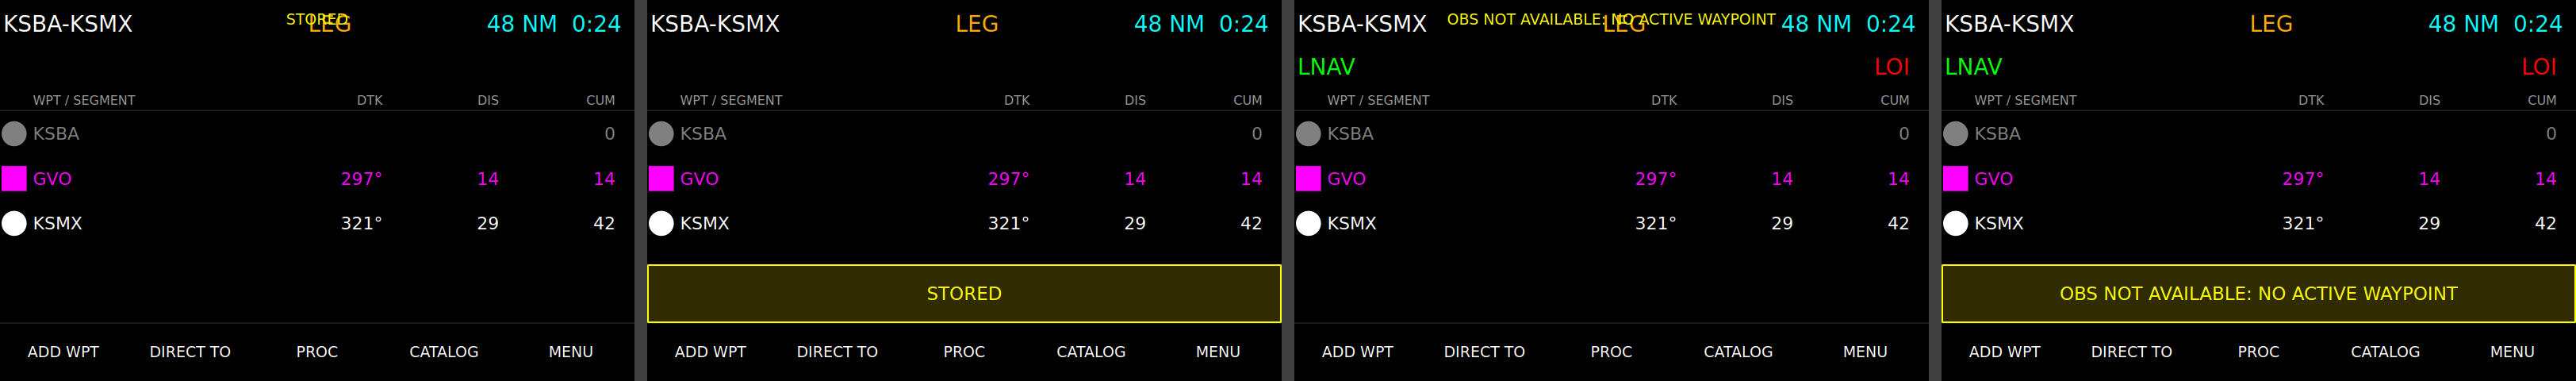 KSBA-KSMX STORED LEG 48 NM 0:24
WPT / SEGMENT DTK DIS CUM
KSBA 0
GVO 297° 14 14
KSMX 321° 29 42
ADD WPT DIRECT TO PROC CATALOG MENU
KSBA-KSMX LEG 48 NM 0:24
WPT / SEGMENT DTK DIS CUM
KSBA 0
GVO 297° 14 14
KSMX 321° 29 42
STORED
ADD WPT DIRECT TO PROC CATALOG MENU
KSBA-KSMX OBS NOT AVAILABLE: NO ACTIVE WAYPOINT LEG 48 NM 0:24
LNAV LOI
WPT / SEGMENT DTK DIS CUM
KSBA 0
GVO 297° 14 14
KSMX 321° 29 42
ADD WPT DIRECT TO PROC CATALOG MENU
KSBA-KSMX LEG 48 NM 0:24
LNAV LOI
WPT / SEGMENT DTK DIS CUM
KSBA 0
GVO 297° 14 14
KSMX 321° 29 42
OBS NOT AVAILABLE: NO ACTIVE WAYPOINT
ADD WPT DIRECT TO PROC CATALOG MENU